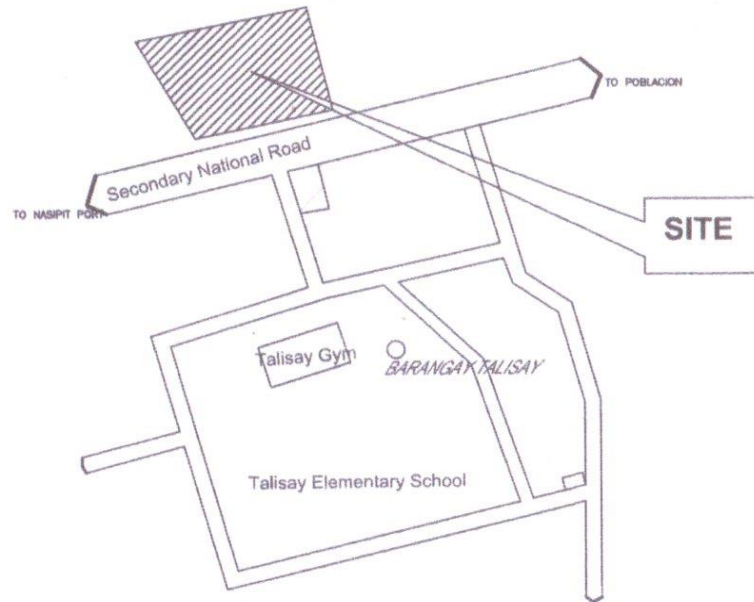 TO POBLACION
Secondary National Road
TO NASIPIT PORT
SITE
Talisay Gym
BARANGAY TALISAY
Talisay Elementary School